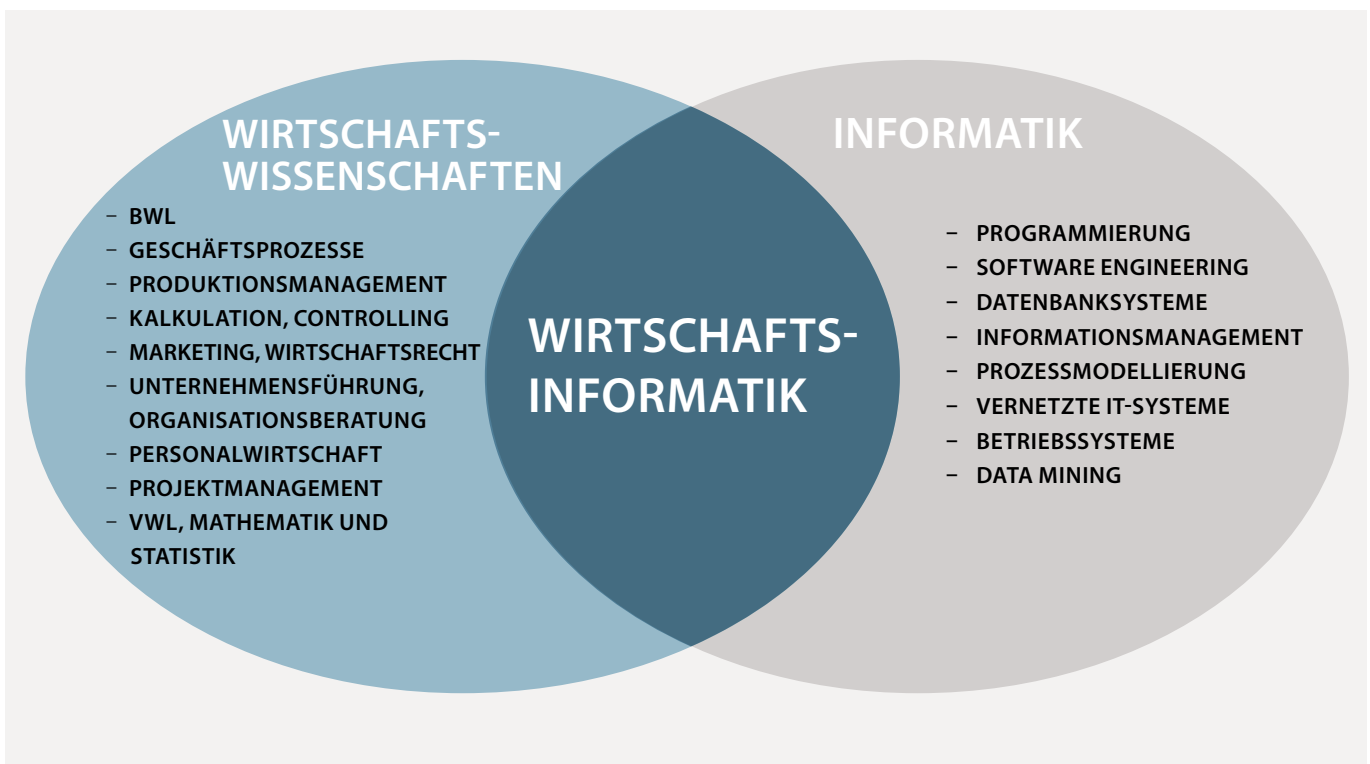 WIRTSCHAFTS-
WISSENSCHAFTEN
– BWL
– GESCHÄFTSPROZESSE
– PRODUKTIONSMANAGEMENT
– KALKULATION, CONTROLLING
– MARKETING, WIRTSCHAFTSRECHT
– UNTERNEHMENSFÜHRUNG,
ORGANISATIONSBERATUNG
– PERSONALWIRTSCHAFT
– PROJEKTMANAGEMENT
– VWL, MATHEMATIK UND
STATISTIK
WIRTSCHAFTS-
INFORMATIK
INFORMATIK
– PROGRAMMIERUNG
– SOFTWARE ENGINEERING
– DATENBANKSYSTEME
– INFORMATIONSMANAGEMENT
– PROZESSMODELLIERUNG
– VERNETZTE IT-SYSTEME
– BETRIEBSSYSTEME
– DATA MINING